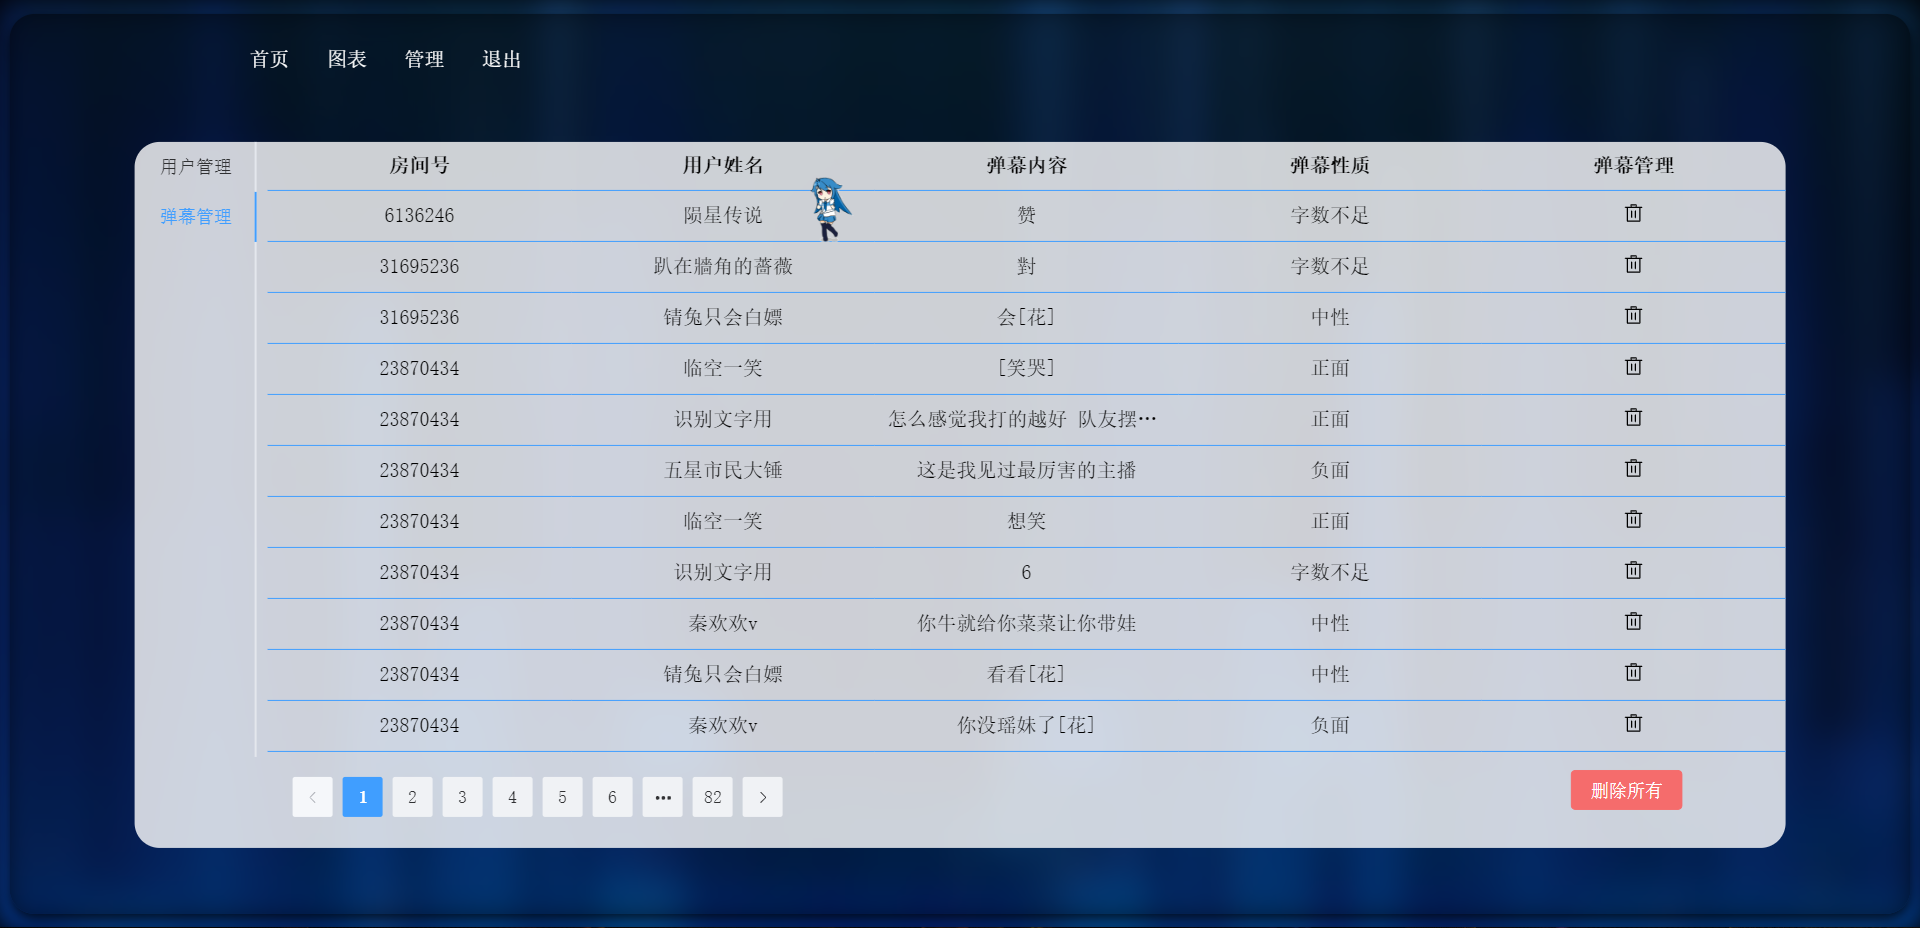 首页 图表 管理 退出
用户管理
弹幕管理
房间号 用户姓名 弹幕内容 弹幕性质 弹幕管理
6136246 陨星传说 赞 字数不足
31695236 趴在牆角的薔薇 對 字数不足
31695236 锖兔只会白嫖 会[花] 中性
23870434 临空一笑 [笑哭] 正面
23870434 识别文字用 怎么感觉我打的越好 队友摆… 正面
23870434 五星市民大锤 这是我见过最厉害的主播 负面
23870434 临空一笑 想笑 正面
23870434 识别文字用 6 字数不足
23870434 秦欢欢v 你牛就给你菜菜让你带娃 中性
23870434 锖兔只会白嫖 看看[花] 中性
23870434 秦欢欢v 你没瑶妹了[花] 负面
1 2 3 4 5 6 ••• 82
删除所有